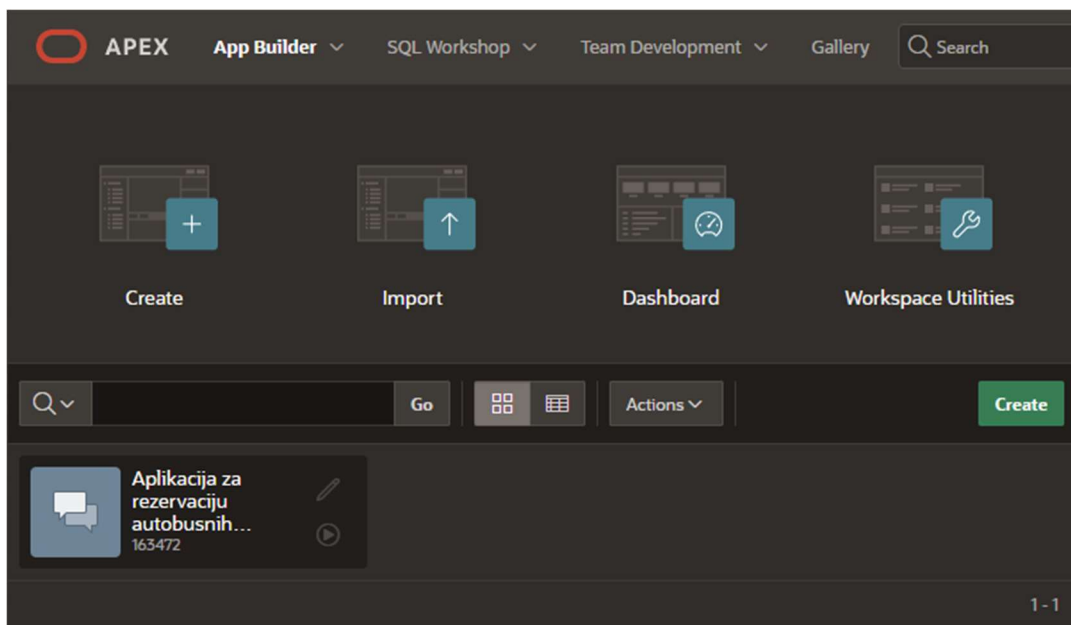 APEX App Builder SQL Workshop Team Development Gallery Search
Create Import Dashboard Workspace Utilities
Go Actions Create
Aplikacija za
rezervaciju
autobusnih...
163472
1 - 1